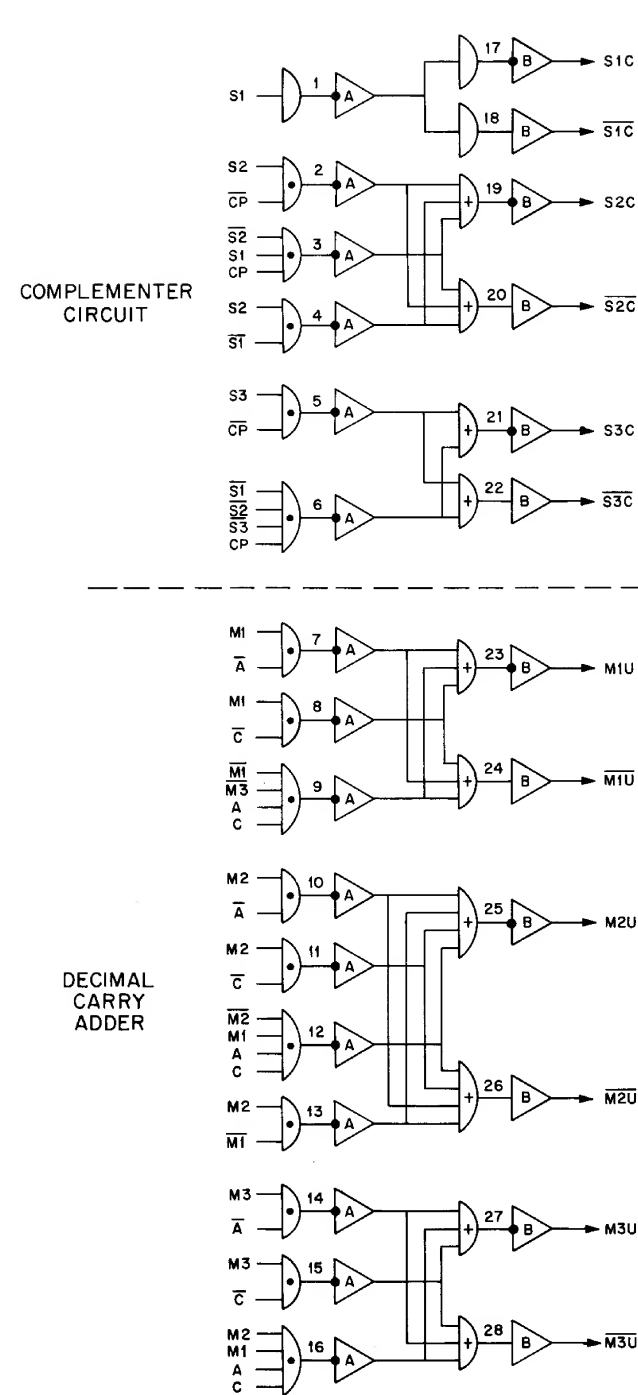 17
B
S1C
S1
1
A
18
B
S̅1̅C̅
S2
2
A
C̅P̅
+
19
B
S2C
S̅2̅
S1
3
A
CP
COMPLEMENTER
CIRCUIT
S2
4
A
S̅1̅
+
20
B
S̅2̅C̅
S3
5
A
C̅P̅
+
21
B
S3C
S̅1̅
S̅2̅
S̅3̅
CP
6
A
+
22
B
S̅3̅C̅
M1
7
A
A̅
+
23
B
M1U
M1
8
A
C̅
M̅1̅
M̅3̅
A
C
9
A
+
24
B
M̅1̅U̅
M2
10
A
A̅
+
25
B
M2U
M2
11
A
C̅
DECIMAL
CARRY
ADDER
M̅2̅
M1
A
C
12
A
M2
13
A
M̅1̅
+
26
B
M̅2̅U̅
M3
14
A
A̅
+
27
B
M3U
M3
15
A
C̅
M2
M1
A
C
16
A
+
28
B
M̅3̅U̅